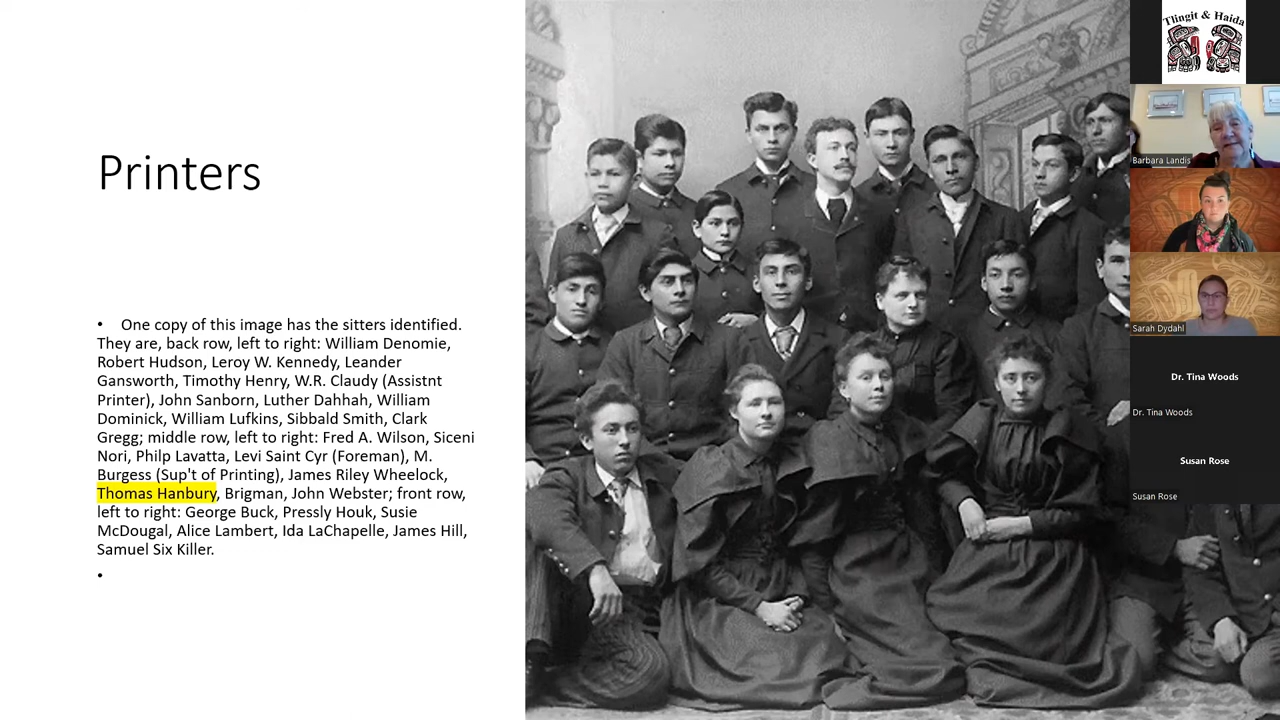 Printers
• One copy of this image has the sitters identified.
They are, back row, left to right: William Denomie,
Robert Hudson, Leroy W. Kennedy, Leander
Gansworth, Timothy Henry, W.R. Claudy (Assistnt
Printer), John Sanborn, Luther Dahhah, William
Dominick, William Lufkins, Sibbald Smith, Clark
Gregg; middle row, left to right: Fred A. Wilson, Siceni
Nori, Philp Lavatta, Levi Saint Cyr (Foreman), M.
Burgess (Sup't of Printing), James Riley Wheelock,
Thomas Hanbury, Brigman, John Webster; front row,
left to right: George Buck, Pressly Houk, Susie
McDougal, Alice Lambert, Ida LaChapelle, James Hill,
Samuel Six Killer.
•
Tlingit & Haida
Barbara Landis
Sarah Dydahl
Dr. Tina Woods
Dr. Tina Woods
Susan Rose
Susan Rose